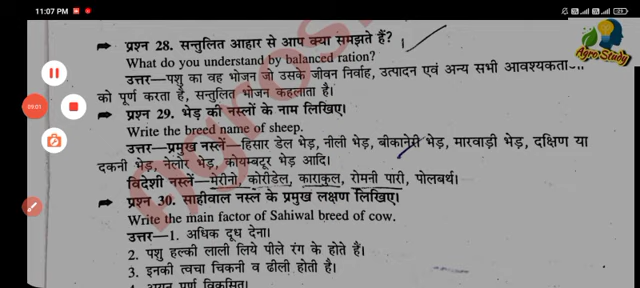 11:07 PM
Agro Study
➡ प्रश्न 28. सन्तुलित आहार से आप क्या समझते हैं?
What do you understand by balanced ration?
उत्तर—पशु का वह भोजन जो उसके जीवन निर्वाह, उत्पादन एवं अन्य सभी
को पूर्ण करता है, सन्तुलित भोजन कहलाता है।
09:01
➡ प्रश्न 29. भेड़ की नस्लों के नाम लिखिए।
Write the breed name of sheep.
उत्तर—प्रमुख नस्लें—हिसार डेल भेड़, नीली भेड़, बीकानेरी भेड़, मारवाड़ी भेड़, दक्षिण या
दकनी भेड़, नेलौर भेड़, कोयम्बटूर भेड़ आदि।
विदेशी नस्लें—मेरीनो, कोरीडेल, काराकुल, रोमनी पारी, पोलबर्थ।
➡ प्रश्न 30. साहीवाल नस्ल के प्रमुख लक्षण लिखिए।
Write the main factor of Sahiwal breed of cow.
उत्तर—1. अधिक दूध देना।
2. पशु हल्की लाली लिये पीले रंग के होते हैं।
3. इनकी त्वचा चिकनी व ढीली होती है।